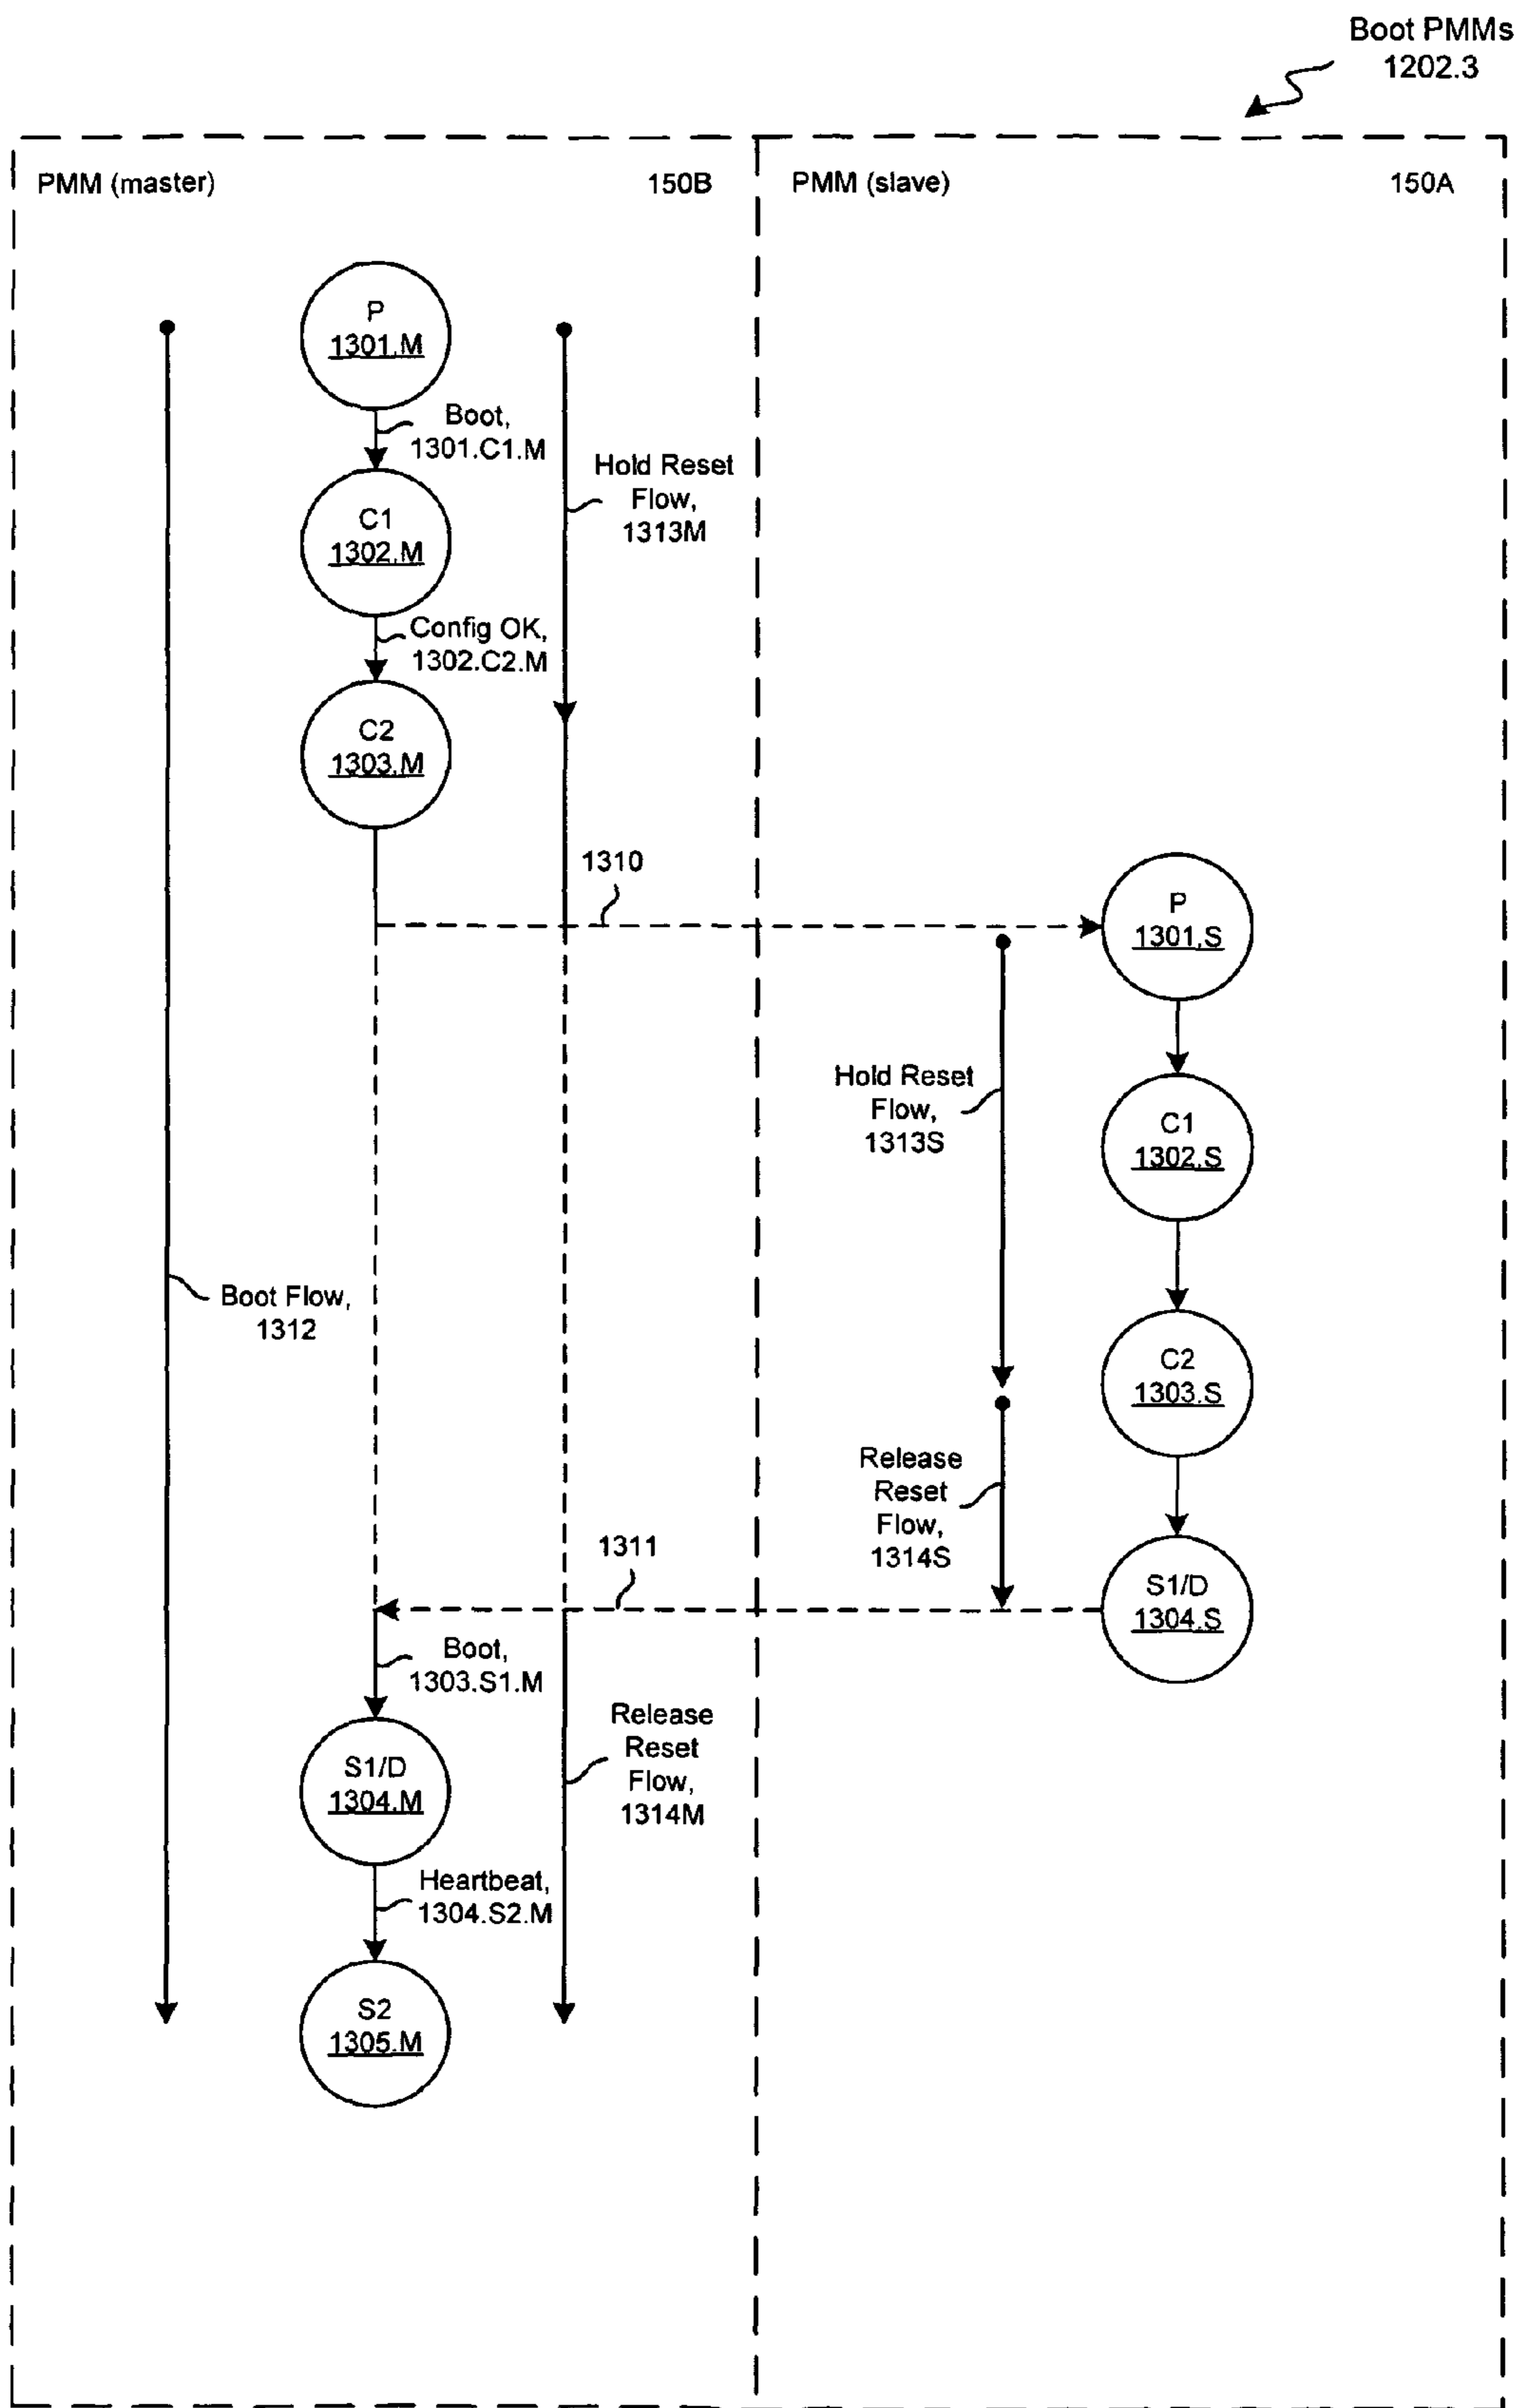 Boot PMMs
1202.3
PMM (master)
150B
PMM (slave)
150A
P
1301.M
Boot,
1301.C1.M
Hold Reset
Flow,
1313M
C1
1302.M
Config OK,
1302.C2.M
C2
1303.M
1310
P
1301.S
Hold Reset
Flow,
1313S
C1
1302.S
Boot Flow,
1312
C2
1303.S
Release
Reset
Flow,
1314S
1311
S1/D
1304.S
Boot,
1303.S1.M
Release
Reset
Flow,
1314M
S1/D
1304.M
Heartbeat,
1304.S2.M
S2
1305.M